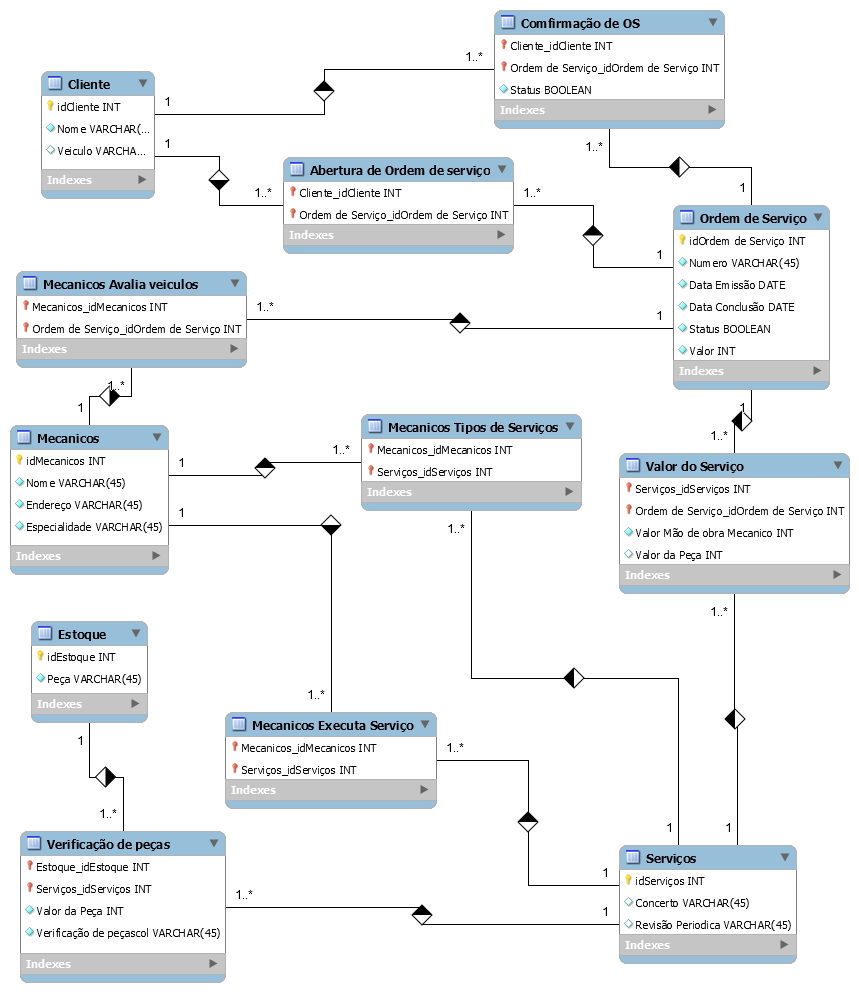 Comfirmação de OS
Cliente_idCliente INT
Ordem de Serviço_idOrdem de Serviço INT
Status BOOLEAN
Indexes
1..*
1..*
Cliente
idCliente INT
Nome VARCHAR(...
Veiculo VARCHA...
Indexes
1
1
Abertura de Ordem de serviço
Cliente_idCliente INT
Ordem de Serviço_idOrdem de Serviço INT
Indexes
1..*
1..*
1
1
Ordem de Serviço
idOrdem de Serviço INT
Numero VARCHAR(45)
Data Emissão DATE
Data Conclusão DATE
Status BOOLEAN
Valor INT
Indexes
Mecanicos Avalia veiculos
Mecanicos_idMecanicos INT
Ordem de Serviço_idOrdem de Serviço INT
Indexes
1..*
1
1..*
1
1
1..*
Mecanicos
idMecanicos INT
Nome VARCHAR(45)
Endereço VARCHAR(45)
Especialidade VARCHAR(45)
Indexes
1
1
Mecanicos Tipos de Serviços
Mecanicos_idMecanicos INT
Serviços_idServiços INT
Indexes
1..*
1..*
Valor do Serviço
Serviços_idServiços INT
Ordem de Serviço_idOrdem de Serviço INT
Valor Mão de obra Mecanico INT
Valor da Peça INT
Indexes
1..*
Estoque
idEstoque INT
Peça VARCHAR(45)
Indexes
1
1..*
1..*
Mecanicos Executa Serviço
Mecanicos_idMecanicos INT
Serviços_idServiços INT
Indexes
1..*
1
1
Verificação de peças
Estoque_idEstoque INT
Serviços_idServiços INT
Valor da Peça INT
Verificação de peçascol VARCHAR(45)
Indexes
1..*
1
1
Serviços
idServiços INT
Concerto VARCHAR(45)
Revisão Periodica VARCHAR(45)
Indexes